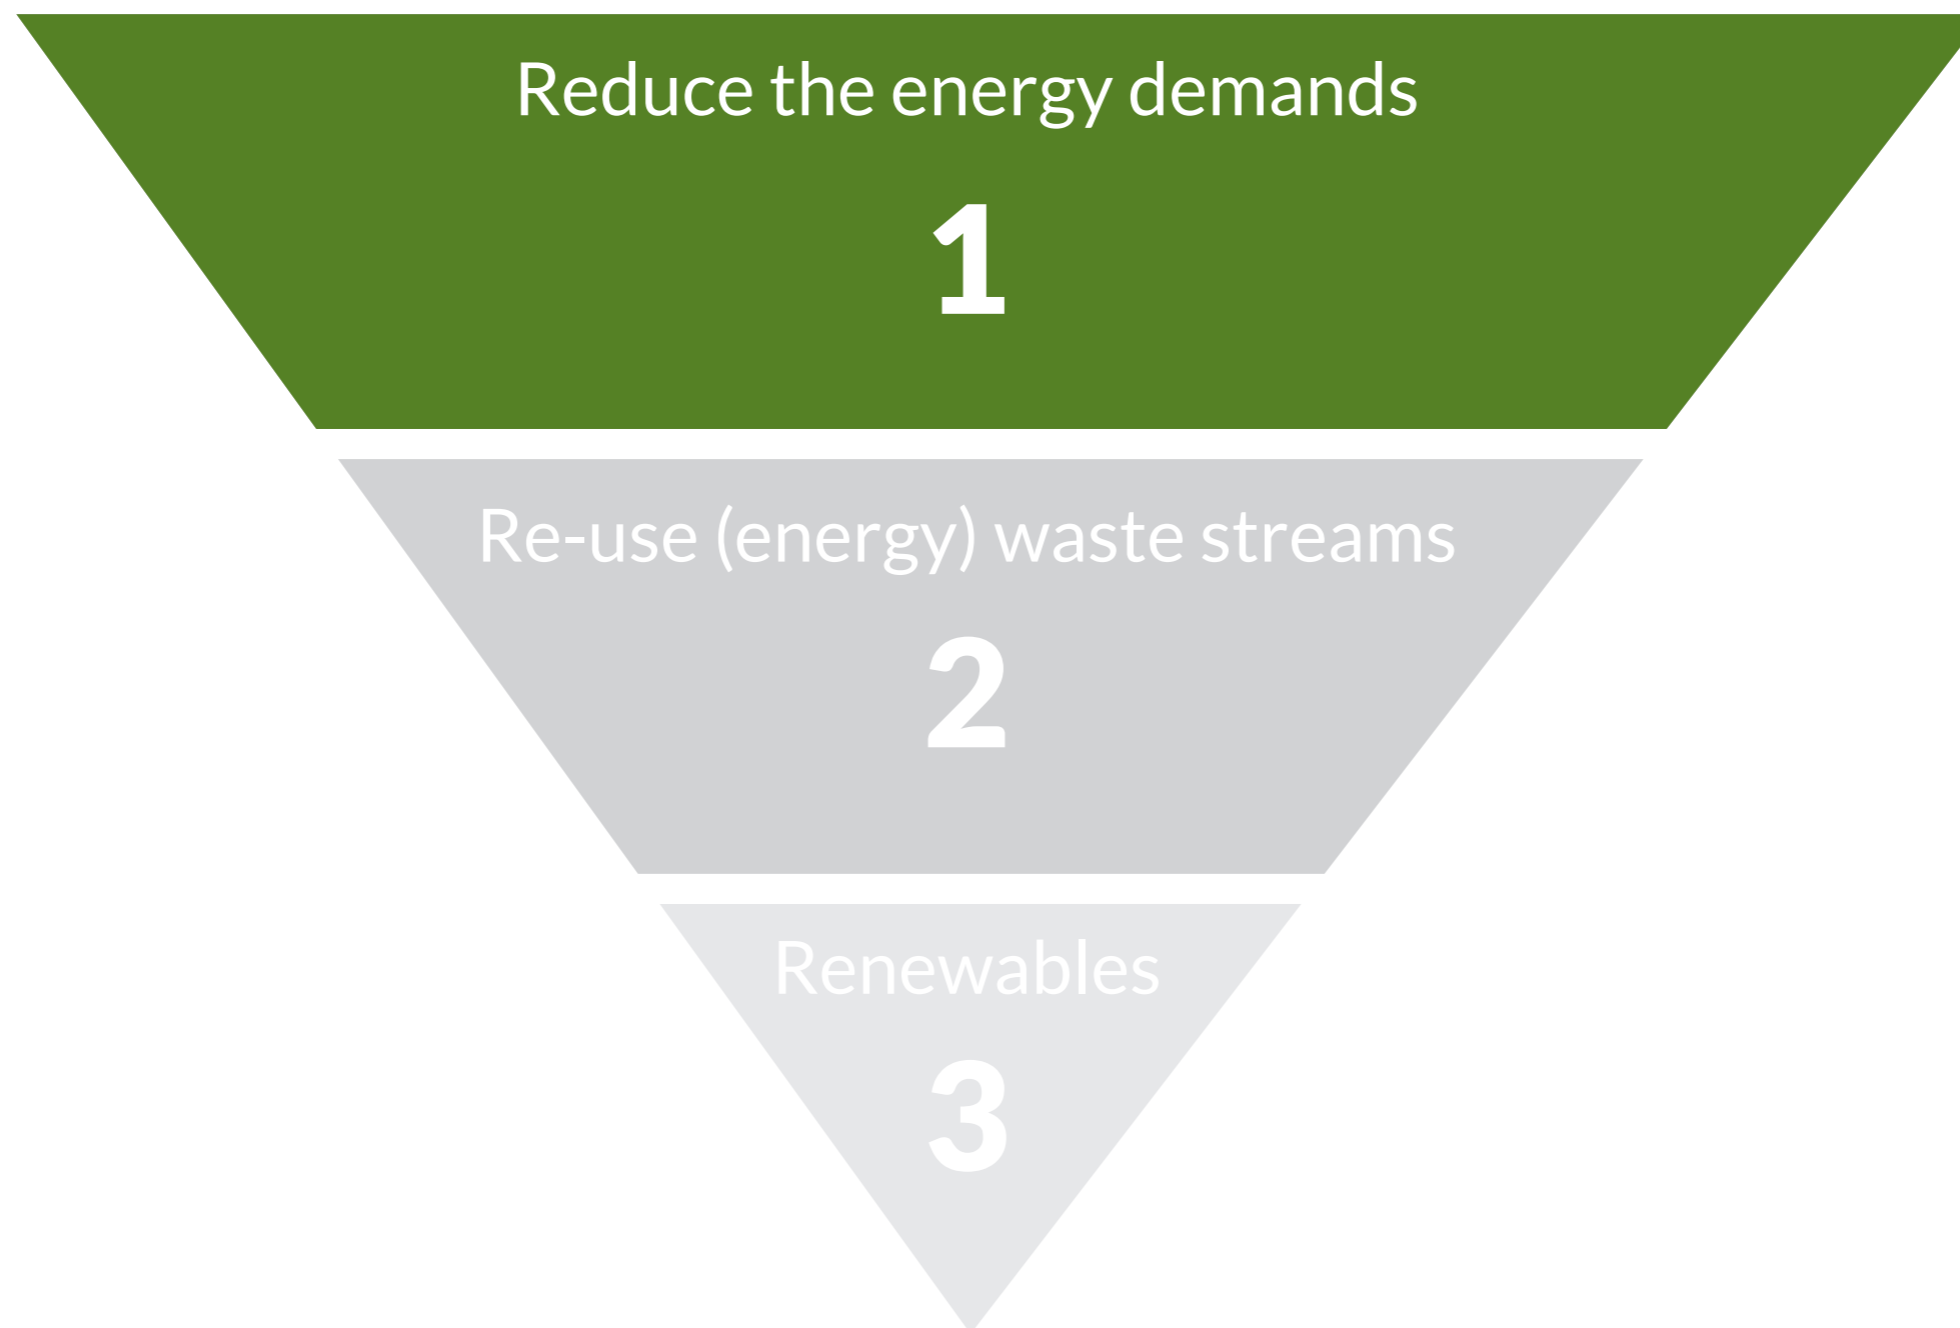 Reduce the energy demands
1
Re-use (energy) waste streams
2
Renewables
3